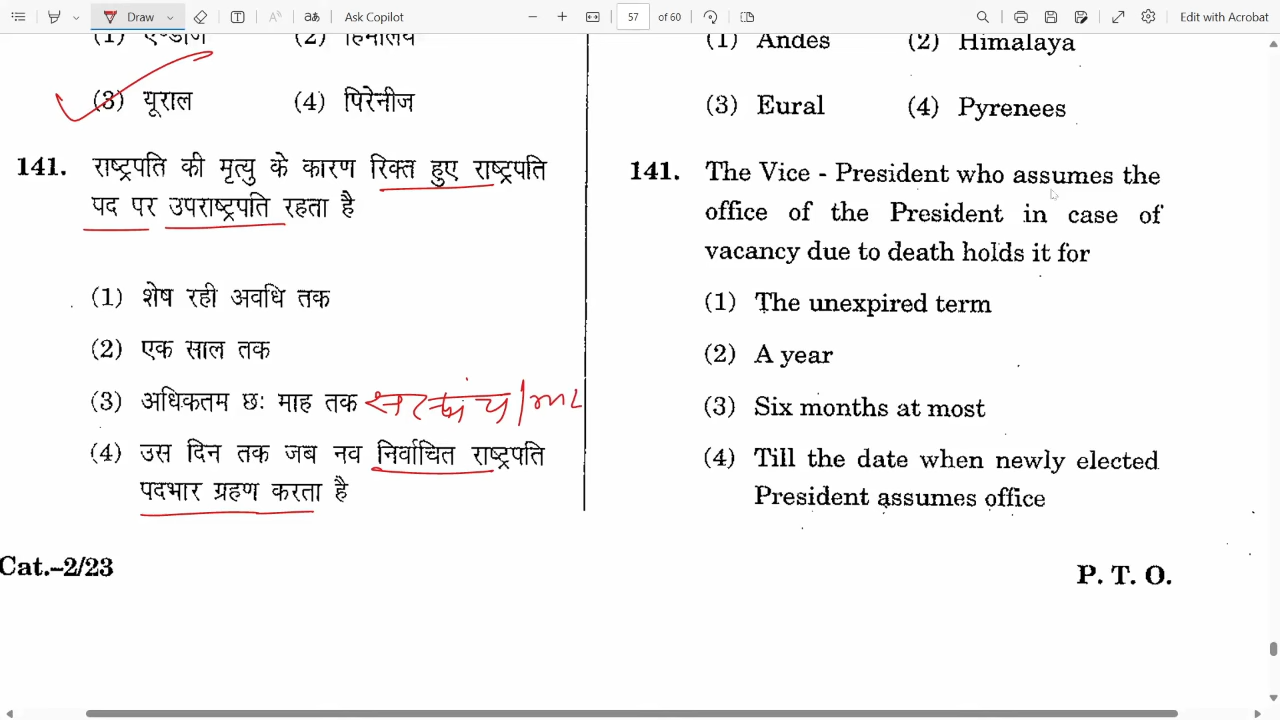 Draw
Ask Copilot
57 of 60
Edit with Acrobat
(1) एण्डीज (2) हिमालय
(3) यूराल (4) पिरेनीज
141. राष्ट्रपति की मृत्यु के कारण रिक्त हुए राष्ट्रपति
पद पर उपराष्ट्रपति रहता है
(1) शेष रही अवधि तक
(2) एक साल तक
(3) अधिकतम छः माह तक
(4) उस दिन तक जब नव निर्वाचित राष्ट्रपति
पदभार ग्रहण करता है
Cat.-2/23
(1) Andes (2) Himalaya
(3) Eural (4) Pyrenees
141. The Vice - President who assumes the
office of the President in case of
vacancy due to death holds it for
(1) The unexpired term
(2) A year
(3) Six months at most
(4) Till the date when newly elected
President assumes office
P. T. O.